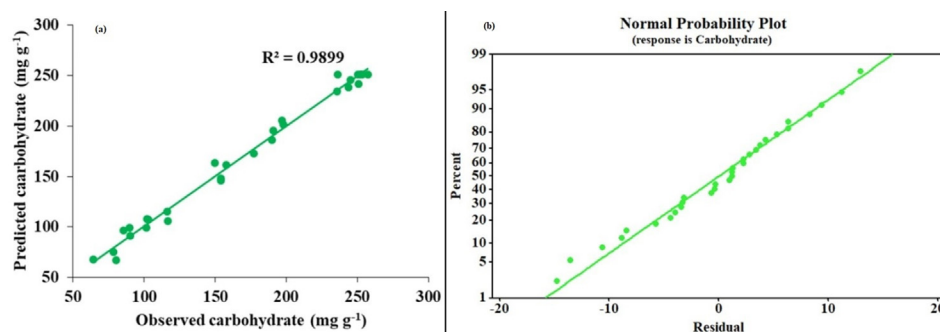 (a)
300
250
200
150
100
50
R² = 0.9899
Predicted caarbohydrate (mg g⁻¹)
50 100 150 200 250 300
Observed carbohydrate (mg g⁻¹)
(b)
Normal Probability Plot
(response is Carbohydrate)
99
95
90
80
70
60
50
40
30
20
10
5
1
Percent
-20 -10 0 10 20
Residual